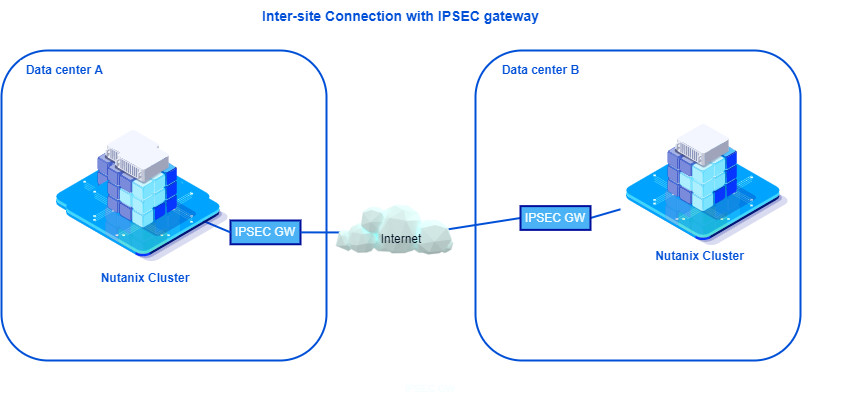 Inter-site Connection with IPSEC gateway
Data center A
Data center B
IPSEC GW
Internet
IPSEC GW
Nutanix Cluster
Nutanix Cluster